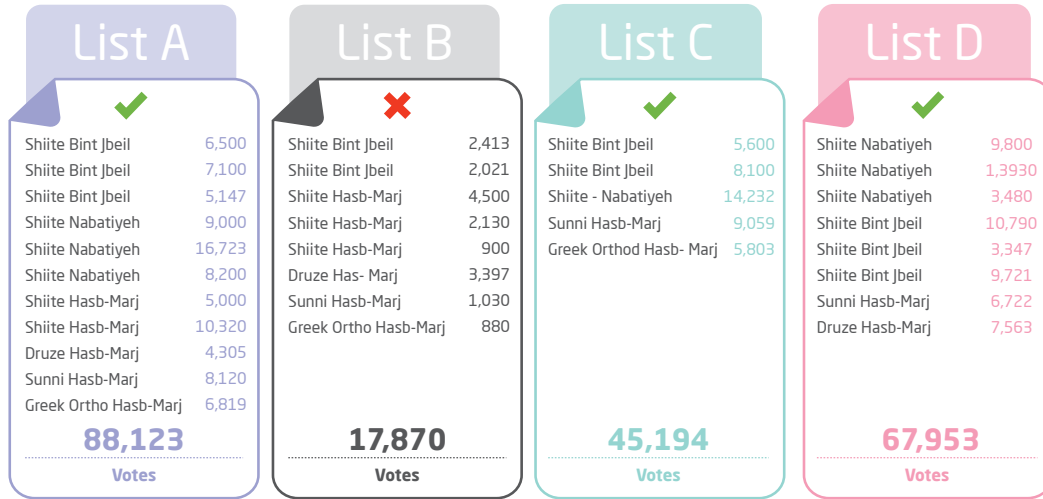 List A
Shiite Bint Jbeil 6,500
Shiite Bint Jbeil 7,100
Shiite Bint Jbeil 5,147
Shiite Nabatiyeh 9,000
Shiite Nabatiyeh 16,723
Shiite Nabatiyeh 8,200
Shiite Hasb-Marj 5,000
Shiite Hasb-Marj 10,320
Druze Hasb-Marj 4,305
Sunni Hasb-Marj 8,120
Greek Ortho Hasb-Marj 6,819
88,123
Votes
List B
Shiite Bint Jbeil 2,413
Shiite Bint Jbeil 2,021
Shiite Hasb-Marj 4,500
Shiite Hasb-Marj 2,130
Shiite Hasb-Marj 900
Druze Has- Marj 3,397
Sunni Hasb-Marj 1,030
Greek Ortho Hasb-Marj 880
17,870
Votes
List C
Shiite Bint Jbeil 5,600
Shiite Bint Jbeil 8,100
Shiite - Nabatiyeh 14,232
Sunni Hasb-Marj 9,059
Greek Orthod Hasb- Marj 5,803
45,194
Votes
List D
Shiite Nabatiyeh 9,800
Shiite Nabatiyeh 1,3930
Shiite Nabatiyeh 3,480
Shiite Bint Jbeil 10,790
Shiite Bint Jbeil 3,347
Shiite Bint Jbeil 9,721
Sunni Hasb-Marj 6,722
Druze Hasb-Marj 7,563
67,953
Votes